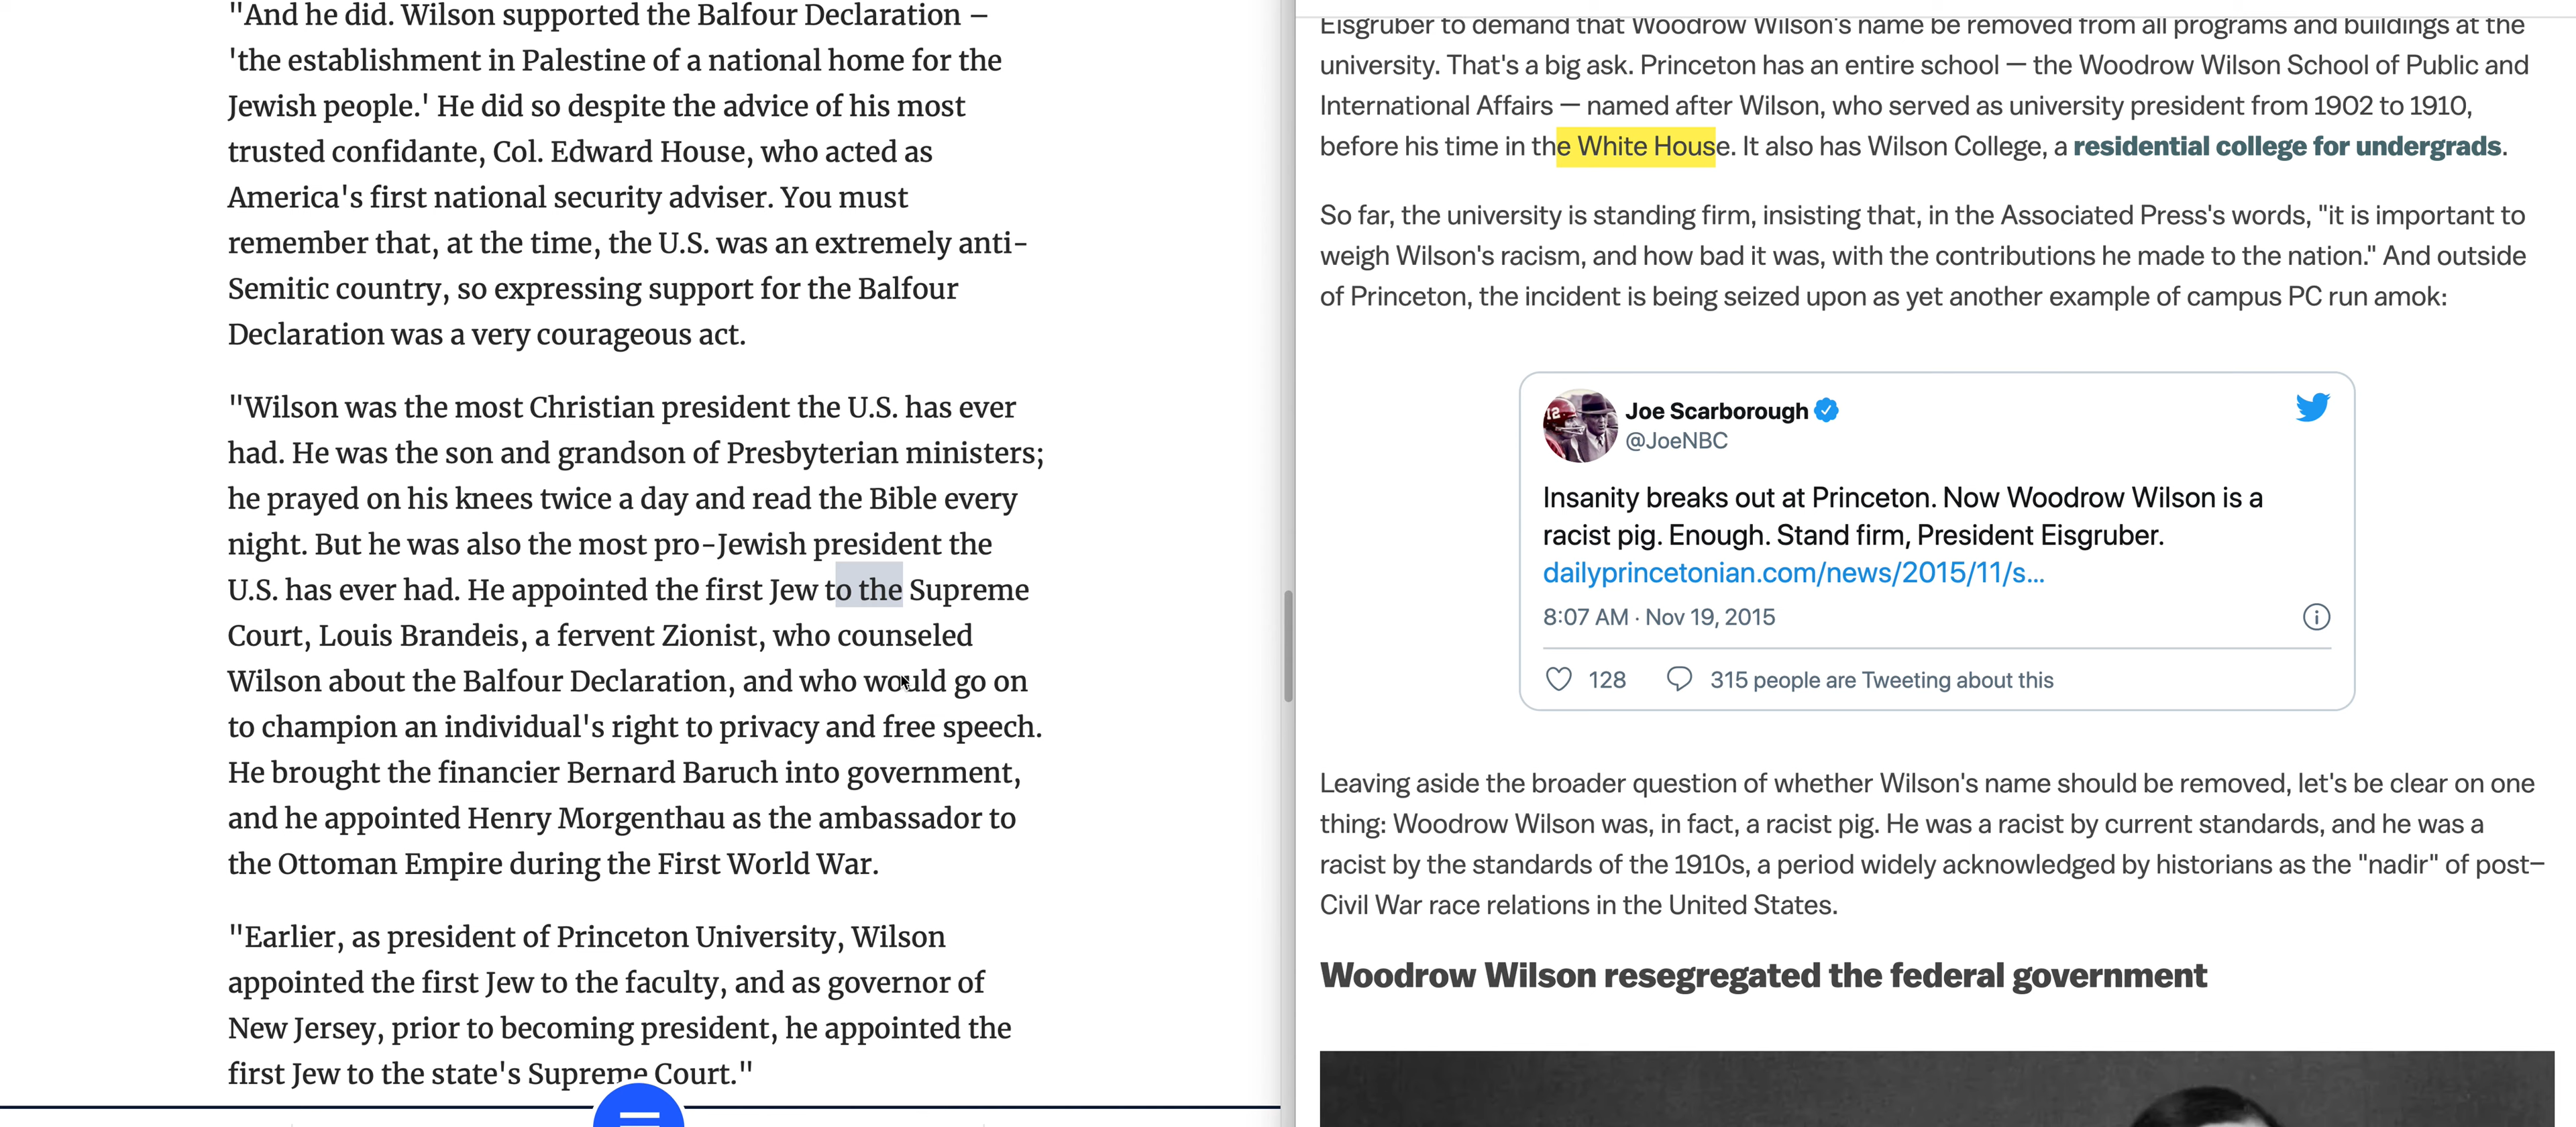 "And he did. Wilson supported the Balfour Declaration –
'the establishment in Palestine of a national home for the
Jewish people.' He did so despite the advice of his most
trusted confidante, Col. Edward House, who acted as
America's first national security adviser. You must
remember that, at the time, the U.S. was an extremely anti-
Semitic country, so expressing support for the Balfour
Declaration was a very courageous act.
"Wilson was the most Christian president the U.S. has ever
had. He was the son and grandson of Presbyterian ministers;
he prayed on his knees twice a day and read the Bible every
night. But he was also the most pro-Jewish president the
U.S. has ever had. He appointed the first Jew to the Supreme
Court, Louis Brandeis, a fervent Zionist, who counseled
Wilson about the Balfour Declaration, and who would go on
to champion an individual's right to privacy and free speech.
He brought the financier Bernard Baruch into government,
and he appointed Henry Morgenthau as the ambassador to
the Ottoman Empire during the First World War.
"Earlier, as president of Princeton University, Wilson
appointed the first Jew to the faculty, and as governor of
New Jersey, prior to becoming president, he appointed the
first Jew to the state's Supreme Court."
Eisgruber to demand that Woodrow Wilson's name be removed from all programs and buildings at the
university. That's a big ask. Princeton has an entire school — the Woodrow Wilson School of Public and
International Affairs — named after Wilson, who served as university president from 1902 to 1910,
before his time in the White House. It also has Wilson College, a residential college for undergrads.
So far, the university is standing firm, insisting that, in the Associated Press's words, "it is important to
weigh Wilson's racism, and how bad it was, with the contributions he made to the nation." And outside
of Princeton, the incident is being seized upon as yet another example of campus PC run amok:
Joe Scarborough
@JoeNBC
Insanity breaks out at Princeton. Now Woodrow Wilson is a
racist pig. Enough. Stand firm, President Eisgruber.
dailyprincetonian.com/news/2015/11/s...
8:07 AM · Nov 19, 2015
128 315 people are Tweeting about this
Leaving aside the broader question of whether Wilson's name should be removed, let's be clear on one
thing: Woodrow Wilson was, in fact, a racist pig. He was a racist by current standards, and he was a
racist by the standards of the 1910s, a period widely acknowledged by historians as the "nadir" of post–
Civil War race relations in the United States.
Woodrow Wilson resegregated the federal government